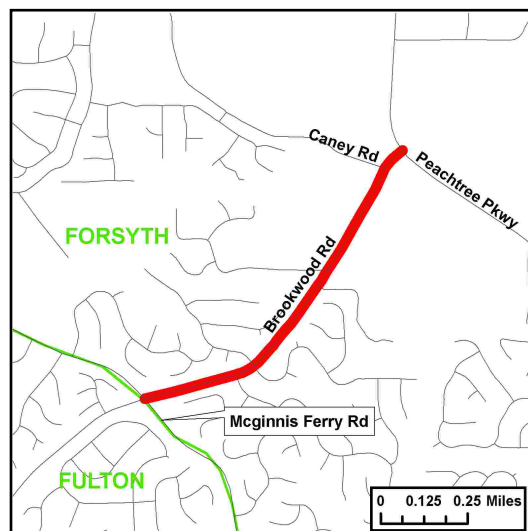 Caney Rd
Peachtree Pkwy
FORSYTH
Brookwood Rd
Mcginnis Ferry Rd
FULTON
0 0.125 0.25 Miles